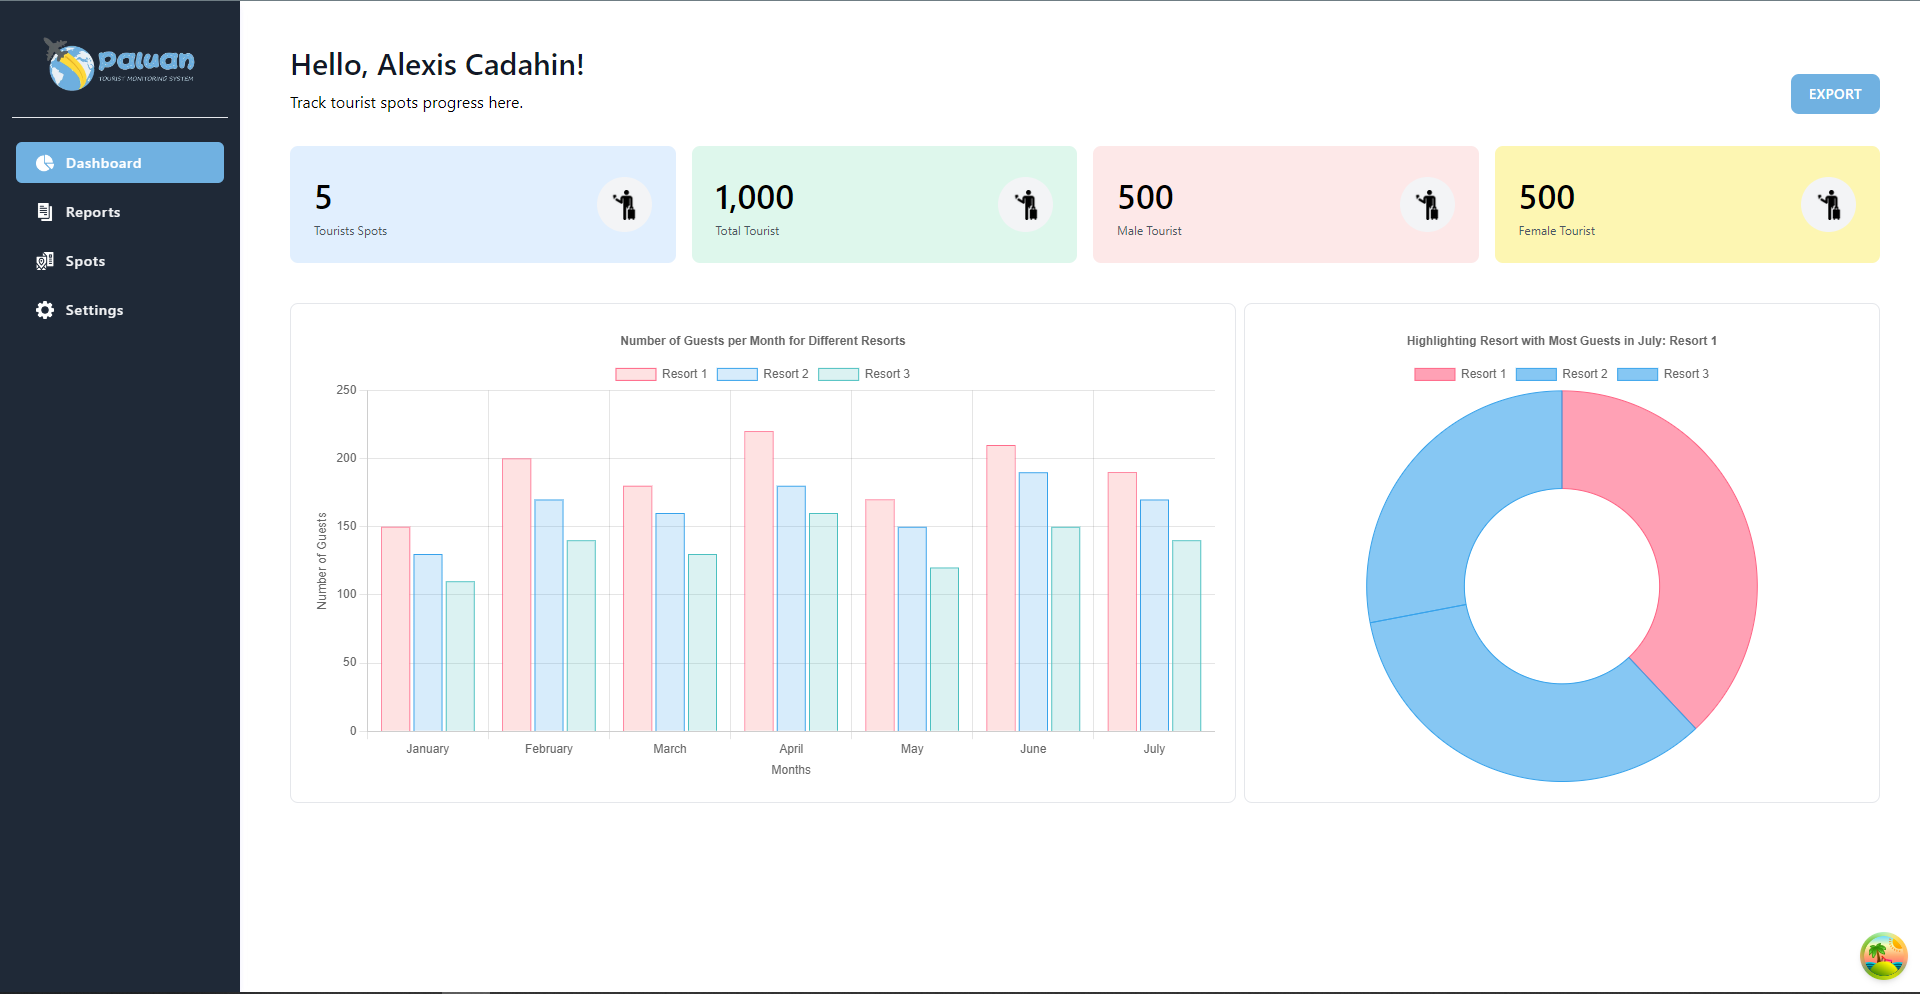 paluan
TOURIST MONITORING SYSTEM
Dashboard
Reports
Spots
Settings
Hello, Alexis Cadahin!
Track tourist spots progress here.
EXPORT
5
Tourists Spots
1,000
Total Tourist
500
Male Tourist
500
Female Tourist
Number of Guests per Month for Different Resorts
Resort 1 Resort 2 Resort 3
250
200
150
100
50
0
Number of Guests
January February March April May June July
Months
Highlighting Resort with Most Guests in July: Resort 1
Resort 1 Resort 2 Resort 3